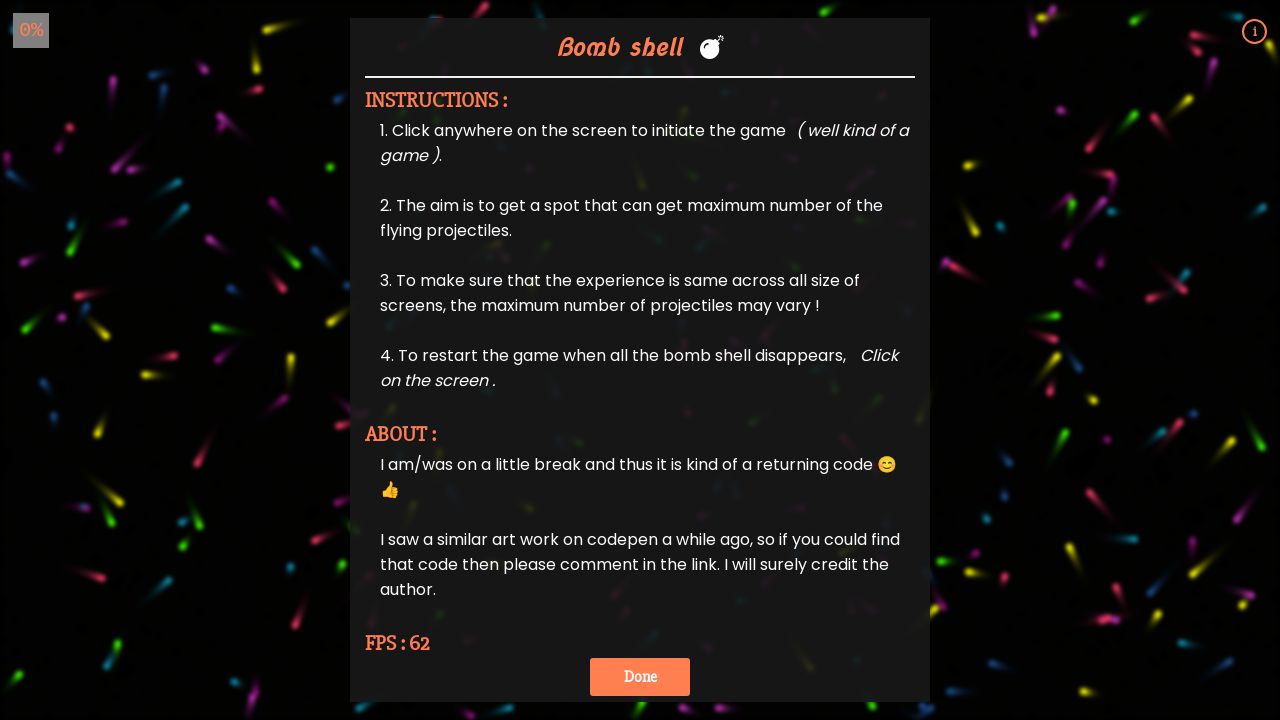 0%
i
Bomb shell 💣
INSTRUCTIONS :
1. Click anywhere on the screen to initiate the game ( well kind of a
game ).
2. The aim is to get a spot that can get maximum number of the
flying projectiles.
3. To make sure that the experience is same across all size of
screens, the maximum number of projectiles may vary !
4. To restart the game when all the bomb shell disappears, Click
on the screen .
ABOUT :
I am/was on a little break and thus it is kind of a returning code 😊
👍
I saw a similar art work on codepen a while ago, so if you could find
that code then please comment in the link. I will surely credit the
author.
FPS : 62
Done